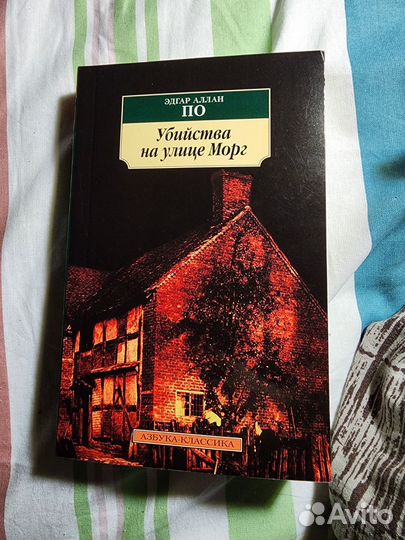 ЭДГАР АЛЛАН
ПО
Убийства
на улице Морг
АЗБУКА-КЛАССИКА
Avito